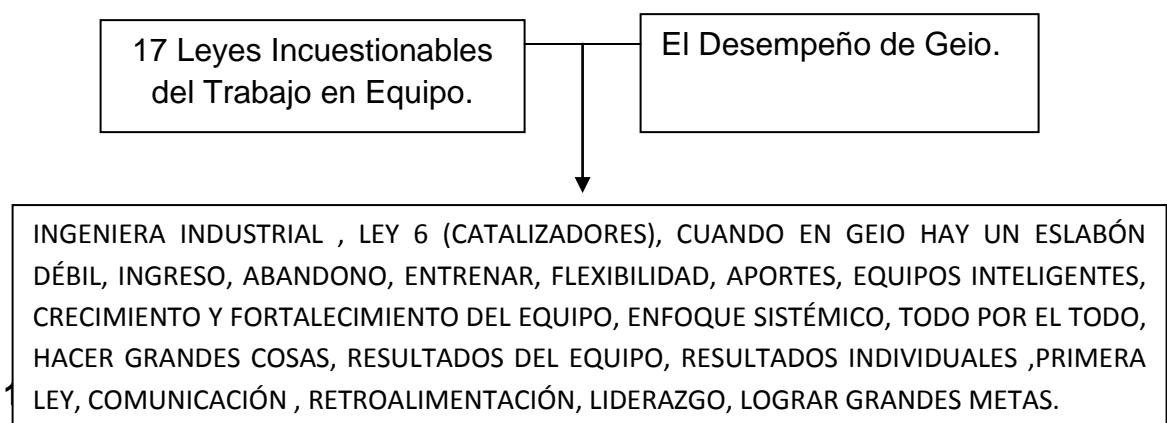 17 Leyes Incuestionables
del Trabajo en Equipo.
El Desempeño de Geio.
INGENIERA INDUSTRIAL , LEY 6 (CATALIZADORES), CUANDO EN GEIO HAY UN ESLABÓN
DÉBIL, INGRESO, ABANDONO, ENTRENAR, FLEXIBILIDAD, APORTES, EQUIPOS INTELIGENTES,
CRECIMIENTO Y FORTALECIMIENTO DEL EQUIPO, ENFOQUE SISTÉMICO, TODO POR EL TODO,
HACER GRANDES COSAS, RESULTADOS DEL EQUIPO, RESULTADOS INDIVIDUALES ,PRIMERA
LEY, COMUNICACIÓN , RETROALIMENTACIÓN, LIDERAZGO, LOGRAR GRANDES METAS.